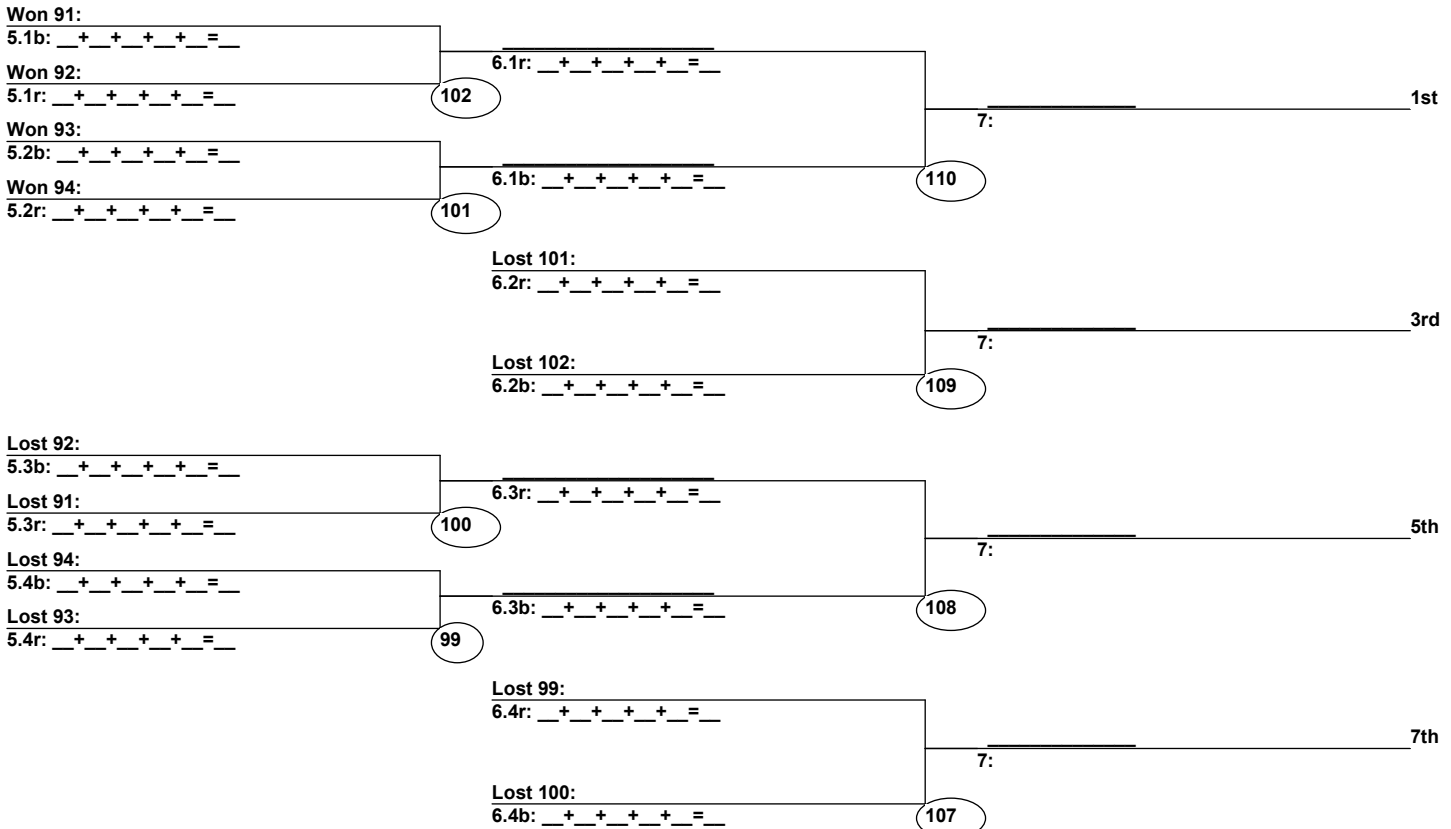 Won 91:
5.1b: __+__+__+__+__=__
6.1r: __+__+__+__+__=__
Won 92:
5.1r: __+__+__+__+__=__
102
1st
7:
Won 93:
5.2b: __+__+__+__+__=__
6.1b: __+__+__+__+__=__
110
Won 94:
5.2r: __+__+__+__+__=__
101
Lost 101:
6.2r: __+__+__+__+__=__
3rd
7:
Lost 102:
6.2b: __+__+__+__+__=__
109
Lost 92:
5.3b: __+__+__+__+__=__
6.3r: __+__+__+__+__=__
Lost 91:
5.3r: __+__+__+__+__=__
100
5th
7:
Lost 94:
5.4b: __+__+__+__+__=__
6.3b: __+__+__+__+__=__
108
Lost 93:
5.4r: __+__+__+__+__=__
99
Lost 99:
6.4r: __+__+__+__+__=__
7th
7:
Lost 100:
6.4b: __+__+__+__+__=__
107